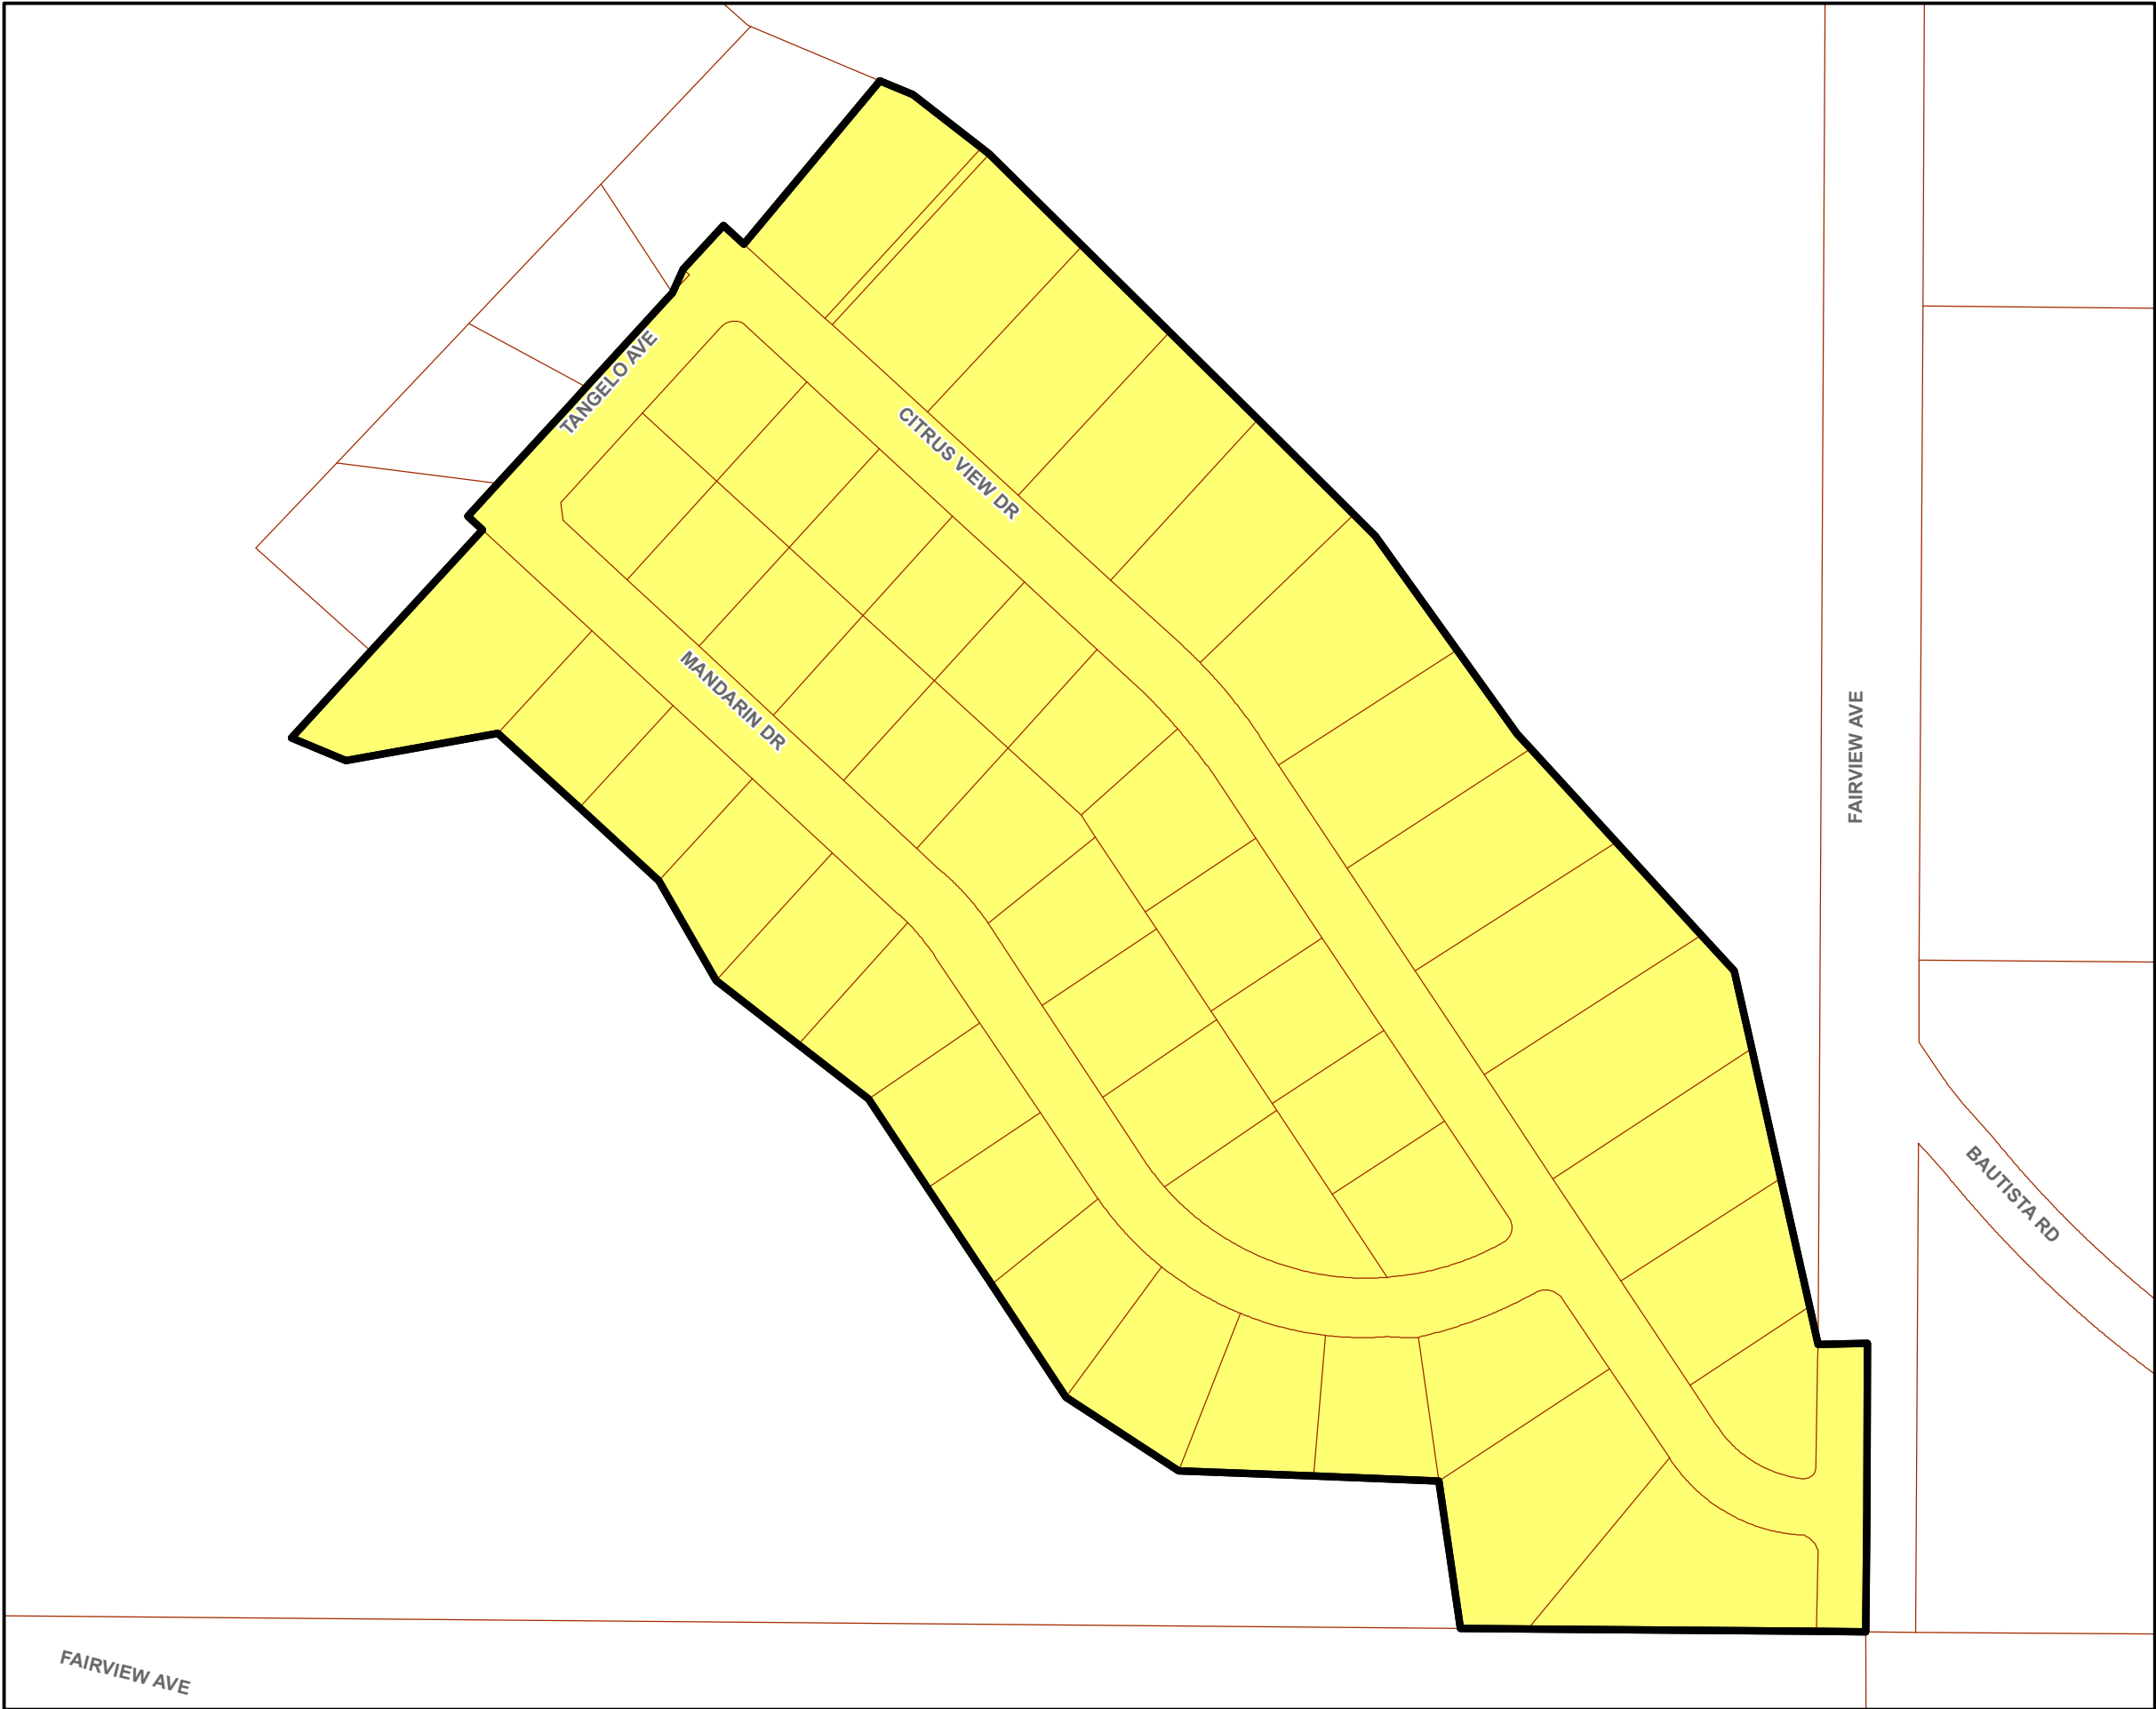 TANGELO AVE
CITRUS VIEW DR
MANDARIN DR
FAIRVIEW AVE
BAUTISTA RD
FAIRVIEW AVE